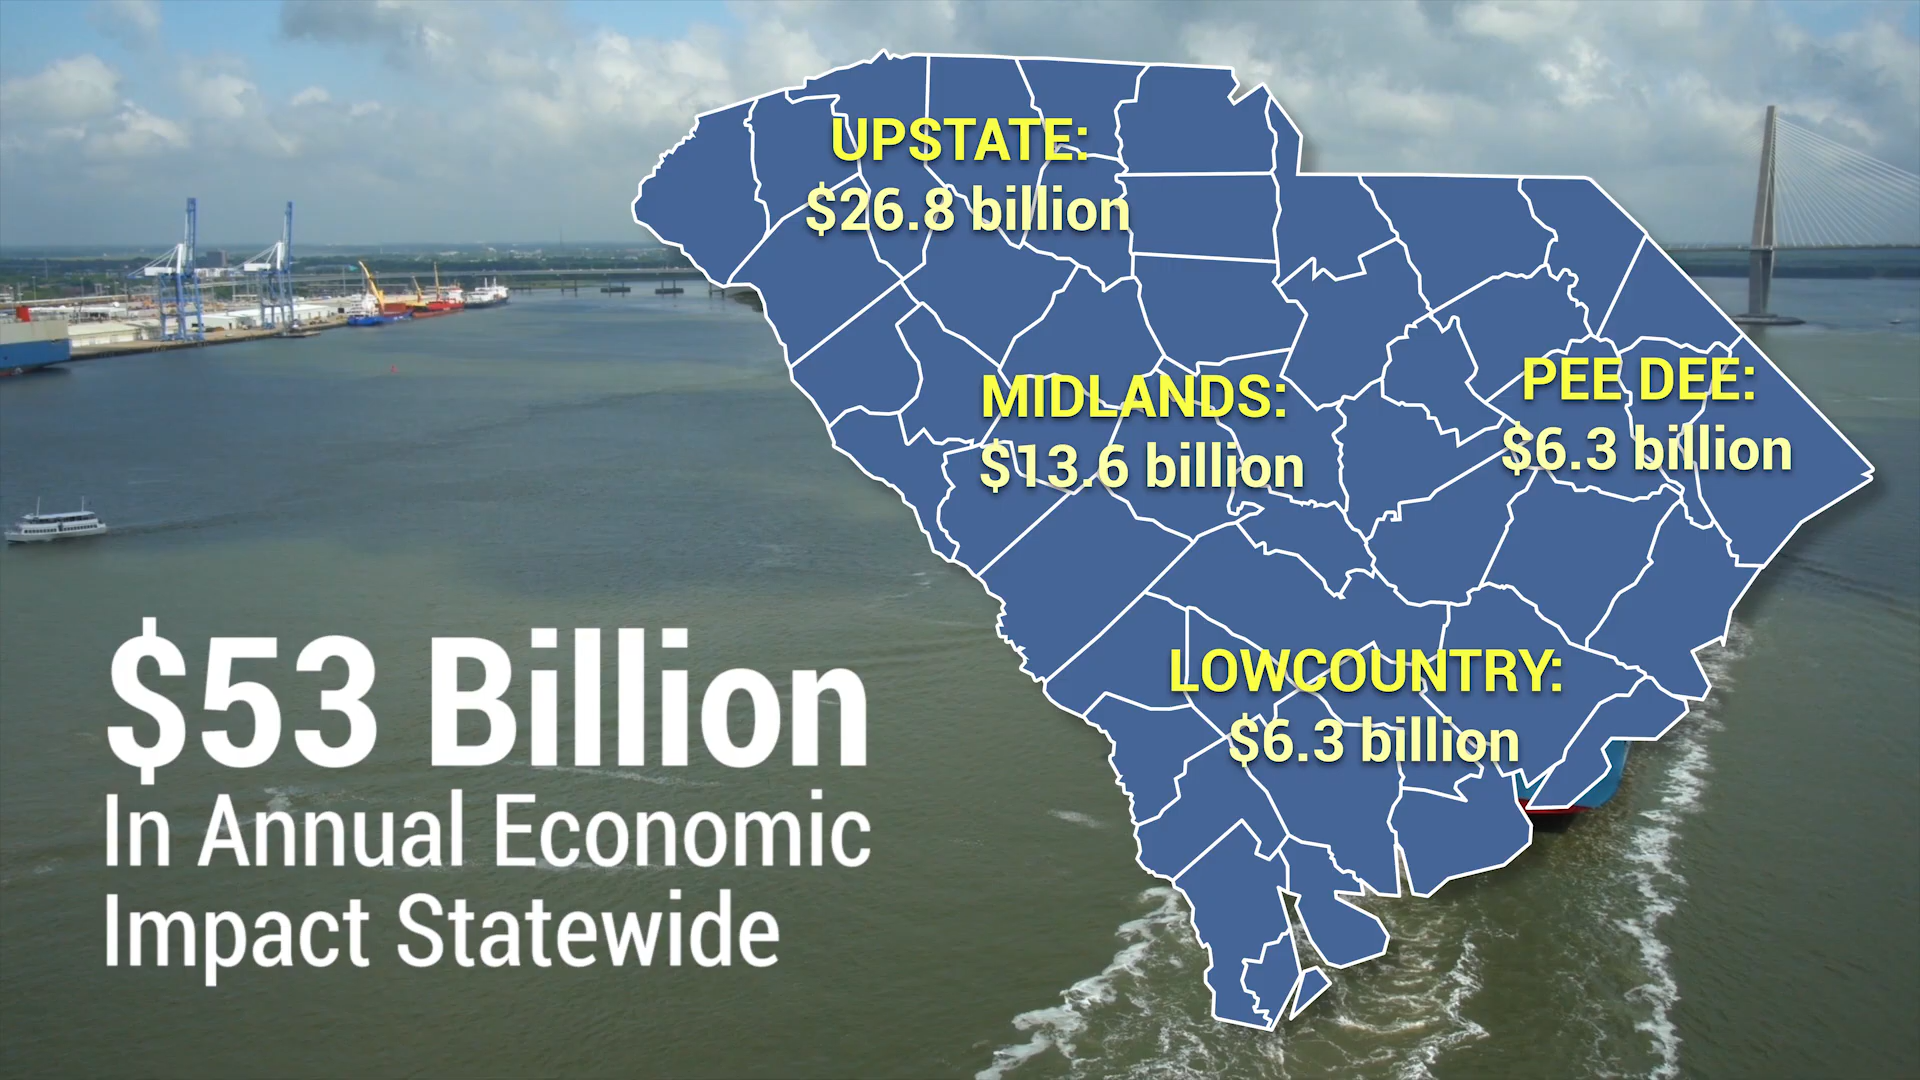 UPSTATE:
$26.8 billion
MIDLANDS:
$13.6 billion
PEE DEE:
$6.3 billion
LOWCOUNTRY:
$6.3 billion
$53 Billion
In Annual Economic
Impact Statewide